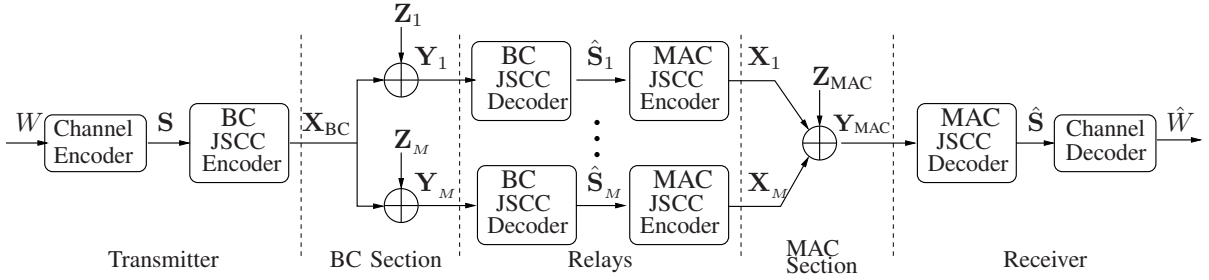 W
Channel
Encoder
S
BC
JSCC
Encoder
X_BC
Z_1
Y_1
Z_M
Y_M
BC
JSCC
Decoder
Ŝ_1
MAC
JSCC
Encoder
X_1
BC
JSCC
Decoder
Ŝ_M
MAC
JSCC
Encoder
X_M
Z_MAC
Y_MAC
MAC
JSCC
Decoder
Ŝ
Channel
Decoder
Ŵ
Transmitter
BC Section
Relays
MAC
Section
Receiver